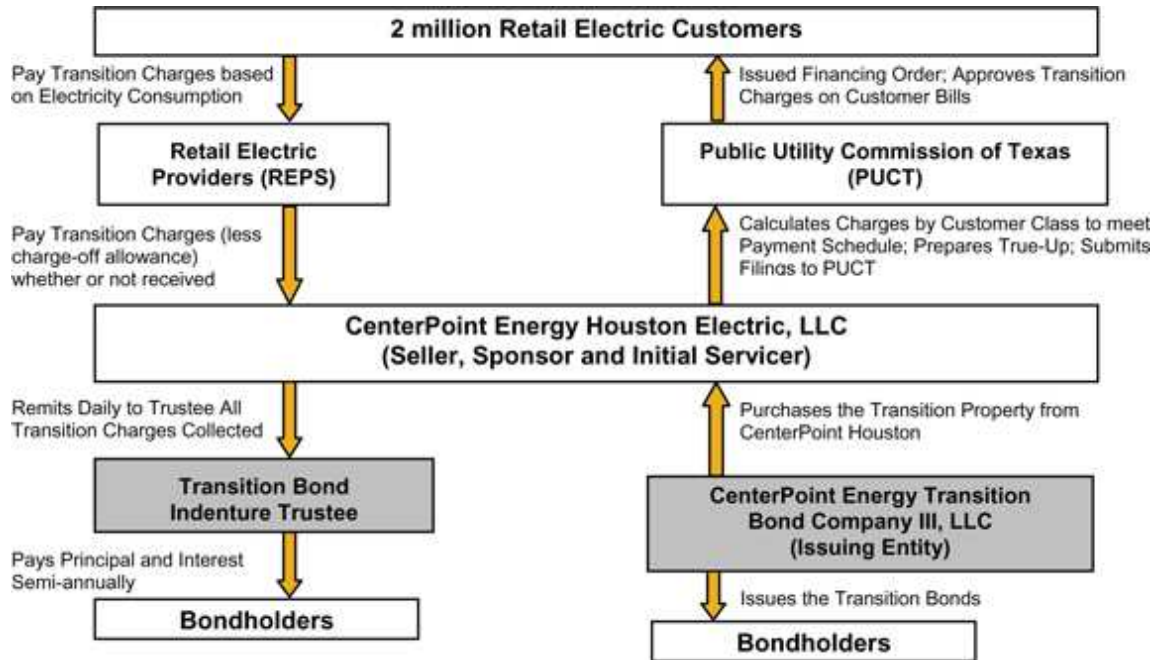 2 million Retail Electric Customers
Pay Transition Charges based
on Electricity Consumption
Issued Financing Order; Approves Transition
Charges on Customer Bills
Retail Electric
Providers (REPS)
Public Utility Commission of Texas
(PUCT)
Pay Transition Charges (less
charge-off allowance)
whether or not received
Calculates Charges by Customer Class to meet
Payment Schedule; Prepares True-Up; Submits
Filings to PUCT
CenterPoint Energy Houston Electric, LLC
(Seller, Sponsor and Initial Servicer)
Remits Daily to Trustee All
Transition Charges Collected
Purchases the Transition Property from
CenterPoint Houston
Transition Bond
Indenture Trustee
CenterPoint Energy Transition
Bond Company III, LLC
(Issuing Entity)
Pays Principal and Interest
Semi-annually
Issues the Transition Bonds
Bondholders
Bondholders